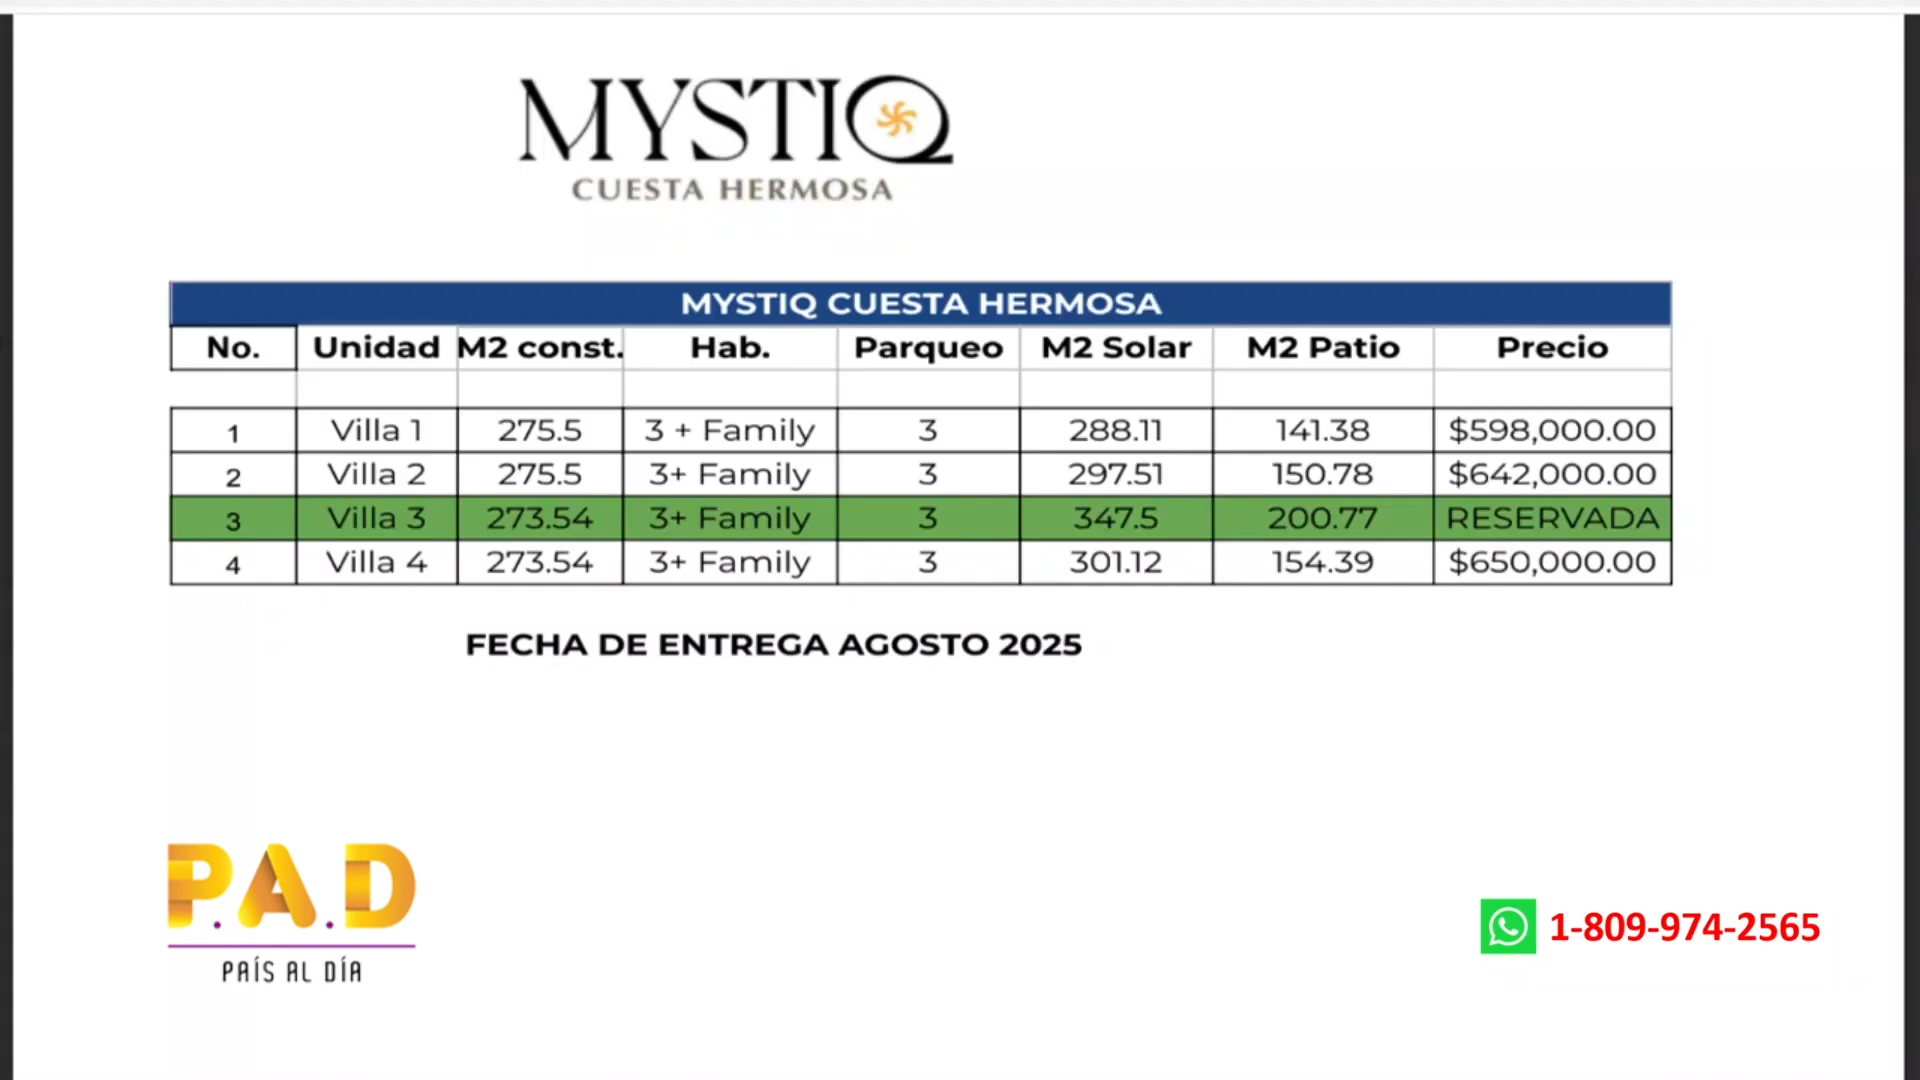 MYSTIQ
CUESTA HERMOSA
MYSTIQ CUESTA HERMOSA
No. Unidad M2 const. Hab. Parqueo M2 Solar M2 Patio Precio
1 Villa 1 275.5 3 + Family 3 288.11 141.38 $598,000.00
2 Villa 2 275.5 3+ Family 3 297.51 150.78 $642,000.00
3 Villa 3 273.54 3+ Family 3 347.5 200.77 RESERVADA
4 Villa 4 273.54 3+ Family 3 301.12 154.39 $650,000.00
FECHA DE ENTREGA AGOSTO 2025
P.A.D
PAÍS AL DÍA
1-809-974-2565